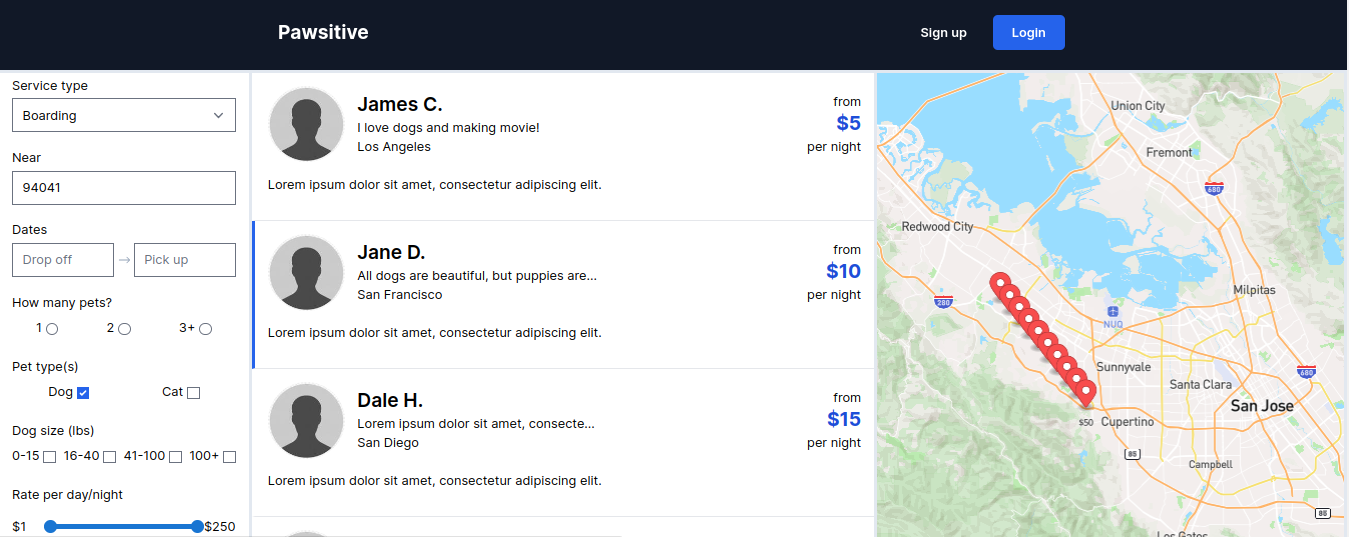 Pawsitive
Sign up
Login
Service type
Boarding
Near
94041
Dates
Drop off → Pick up
How many pets?
1 2 3+
Pet type(s)
Dog Cat
Dog size (lbs)
0-15 16-40 41-100 100+
Rate per day/night
$1 $250
James C.
I love dogs and making movie!
Los Angeles
from
$5
per night
Lorem ipsum dolor sit amet, consectetur adipiscing elit.
Jane D.
All dogs are beautiful, but puppies are...
San Francisco
from
$10
per night
Lorem ipsum dolor sit amet, consectetur adipiscing elit.
Dale H.
Lorem ipsum dolor sit amet, consecte...
San Diego
from
$15
per night
Lorem ipsum dolor sit amet, consectetur adipiscing elit.
Union City
Fremont
680
Redwood City
280
Milpitas
NUQ
Sunnyvale
680
Santa Clara
San Jose
$50 Cupertino
85
Campbell
85
Los Gatos